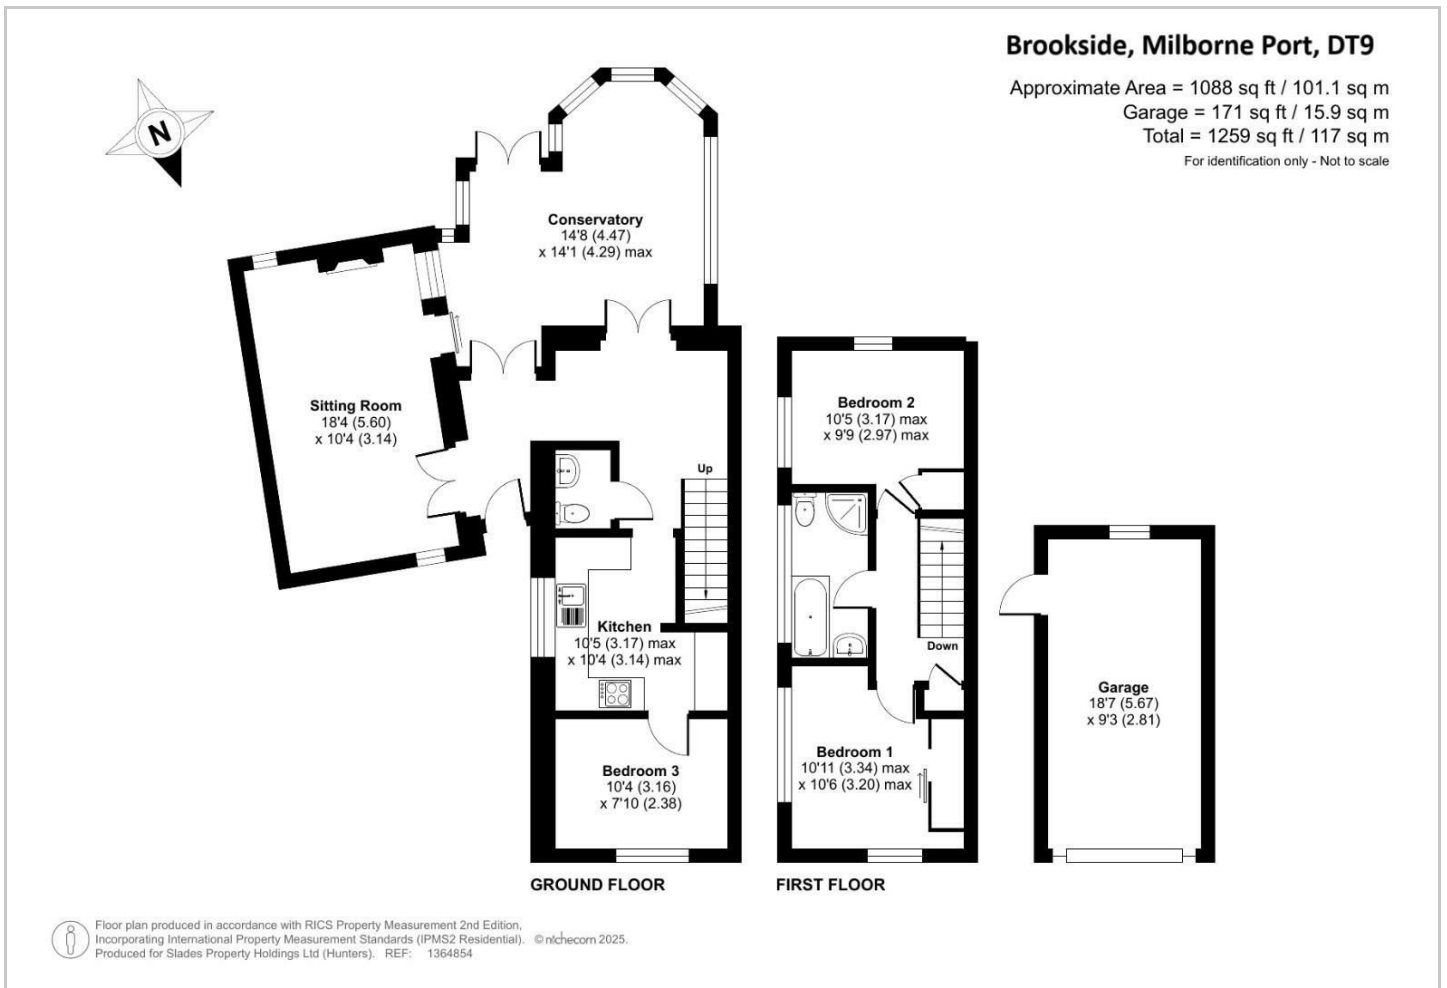 Brookside, Milborne Port, DT9
Approximate Area = 1088 sq ft / 101.1 sq m
Garage = 171 sq ft / 15.9 sq m
Total = 1259 sq ft / 117 sq m
For identification only - Not to scale
N
Conservatory
14'8 (4.47)
x 14'1 (4.29) max
Sitting Room
18'4 (5.60)
x 10'4 (3.14)
Up
Kitchen
10'5 (3.17) max
x 10'4 (3.14) max
Bedroom 3
10'4 (3.16)
x 7'10 (2.38)
GROUND FLOOR
Bedroom 2
10'5 (3.17) max
x 9'9 (2.97) max
Down
Bedroom 1
10'11 (3.34) max
x 10'6 (3.20) max
FIRST FLOOR
Garage
18'7 (5.67)
x 9'3 (2.81)
Floor plan produced in accordance with RICS Property Measurement 2nd Edition,
Incorporating International Property Measurement Standards (IPMS2 Residential). © nichecom 2025.
Produced for Slades Property Holdings Ltd (Hunters). REF: 1364854